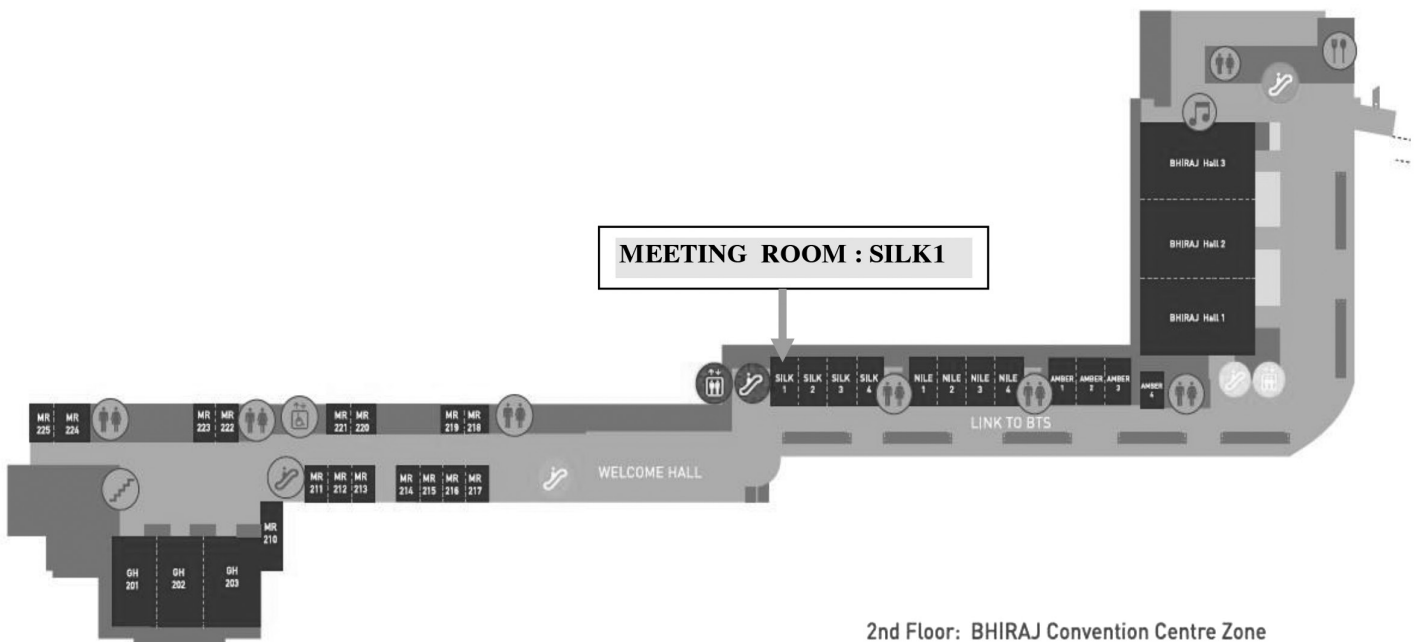 BHIRAJ Hall 3
BHIRAJ Hall 2
BHIRAJ Hall 1
MEETING ROOM : SILK1
SILK 1
SILK 2
SILK 3
SILK 4
NILE 1
NILE 2
NILE 3
NILE 4
AMBER 1
AMBER 2
AMBER 3
AMBER 4
LINK TO BTS
MR 225
MR 224
MR 223
MR 222
MR 221
MR 220
MR 219
MR 218
WELCOME HALL
MR 211
MR 212
MR 213
MR 214
MR 215
MR 216
MR 217
MR 210
GH 201
GH 202
GH 203
2nd Floor: BHIRAJ Convention Centre Zone